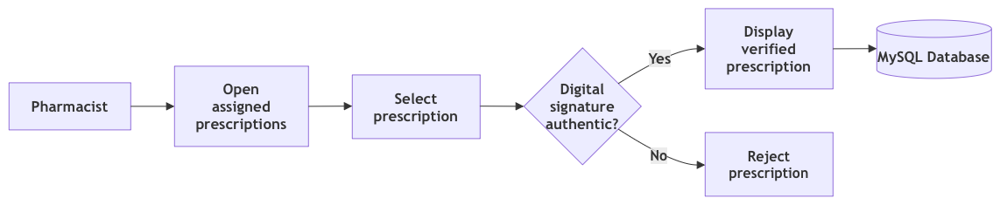 Pharmacist
Open
assigned
prescriptions
Select
prescription
Digital
signature
authentic?
Yes
No
Display
verified
prescription
MySQL Database
Reject
prescription